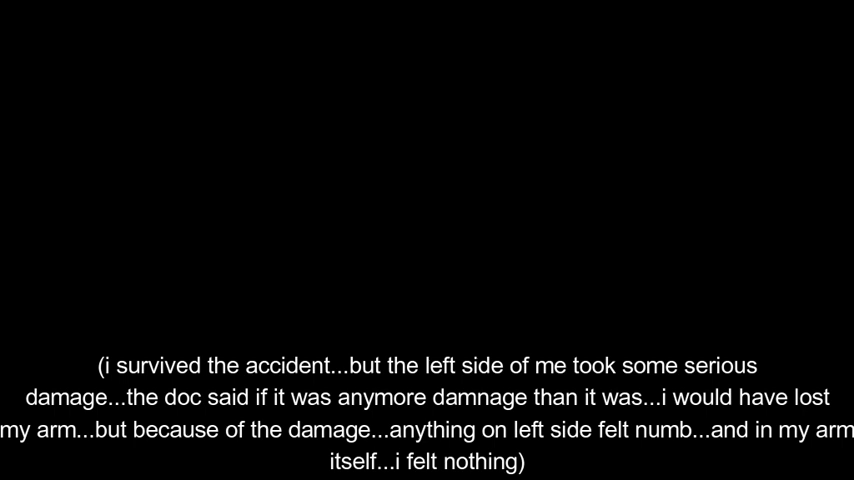 (i survived the accident...but the left side of me took some serious
damage...the doc said if it was anymore damnage than it was...i would have lost
my arm...but because of the damage...anything on left side felt numb...and in my arm
itself...i felt nothing)